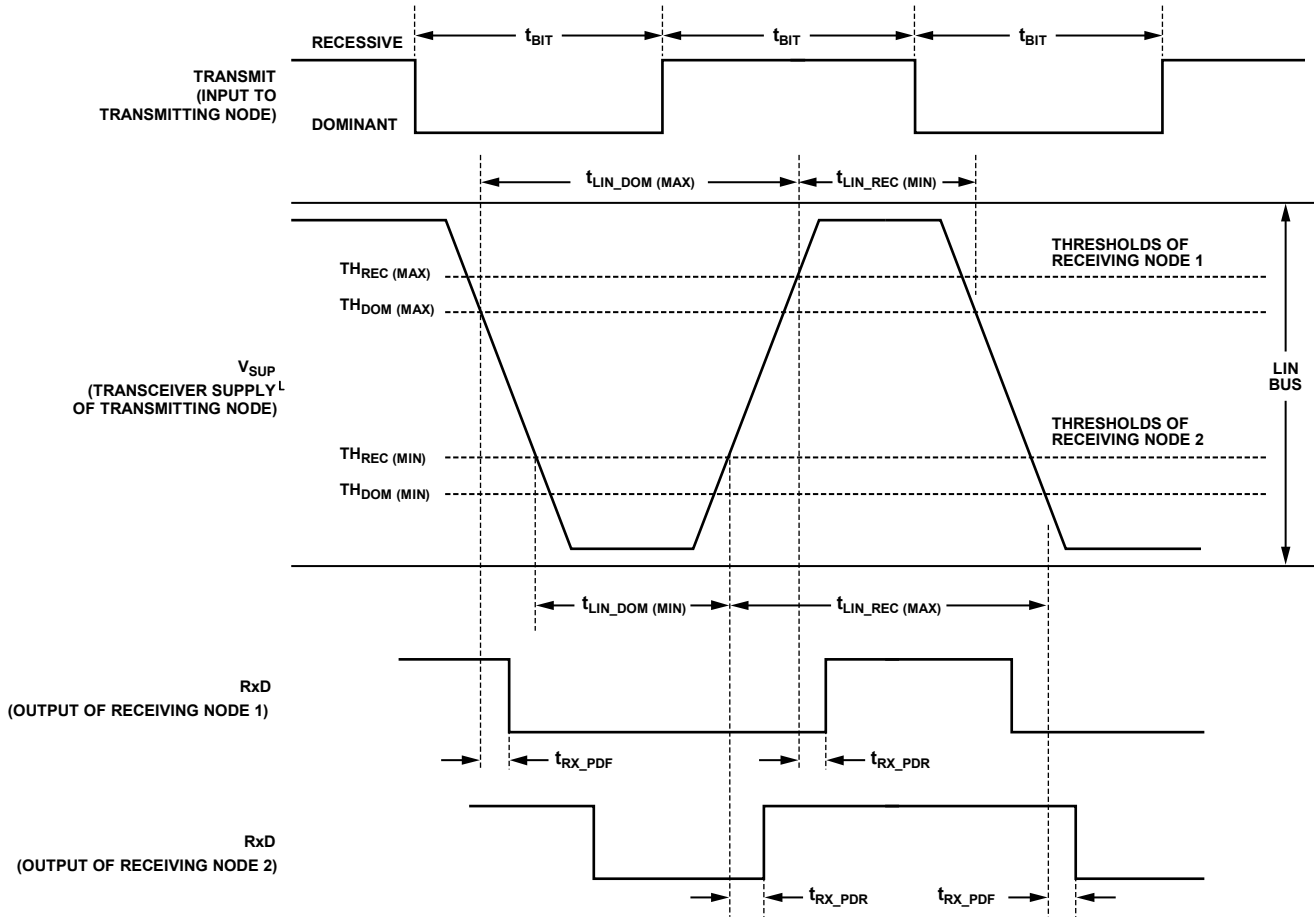 tBIT
tBIT
tBIT
RECESSIVE
TRANSMIT
(INPUT TO
TRANSMITTING NODE)
DOMINANT
tLIN_DOM (MAX)
tLIN_REC (MIN)
THREC (MAX)
THRESHOLDS OF
RECEIVING NODE 1
THDOM (MAX)
VSUP
(TRANSCEIVER SUPPLY L
OF TRANSMITTING NODE)
LIN
BUS
THRESHOLDS OF
RECEIVING NODE 2
THREC (MIN)
THDOM (MIN)
tLIN_DOM (MIN)
tLIN_REC (MAX)
RxD
(OUTPUT OF RECEIVING NODE 1)
tRX_PDF
tRX_PDR
RxD
(OUTPUT OF RECEIVING NODE 2)
tRX_PDR
tRX_PDF